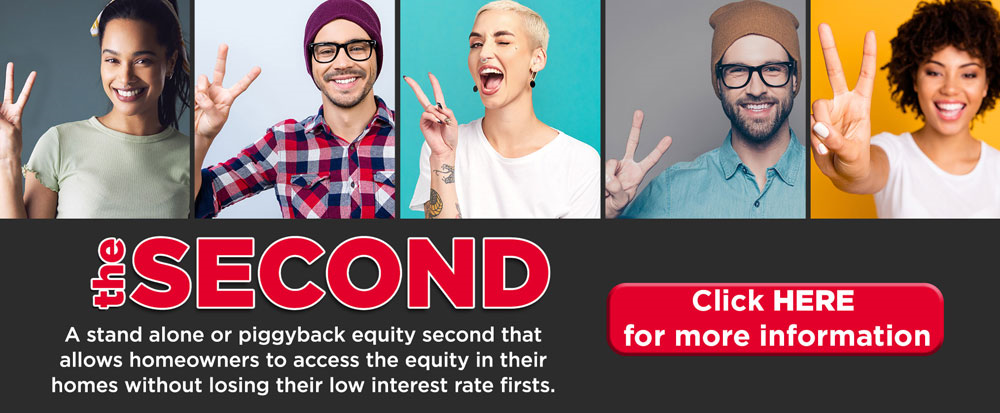 the SECOND
A stand alone or piggyback equity second that
allows homeowners to access the equity in their
homes without losing their low interest rate firsts.
Click HERE
for more information